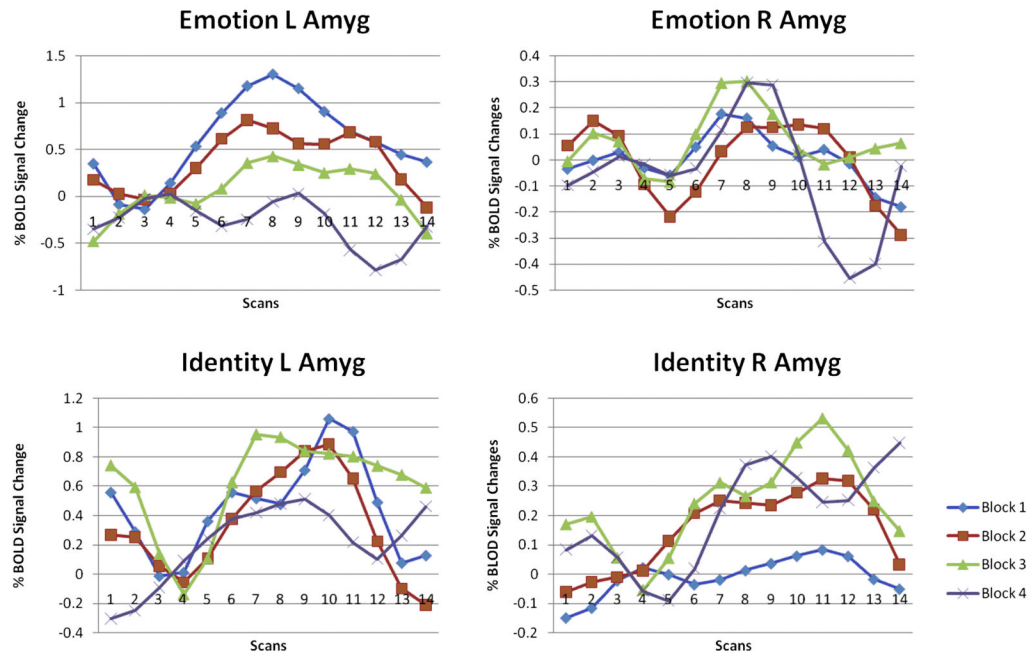 Emotion L Amyg
% BOLD Signal Change
1.5
1
0.5
0
-0.5
-1
1 2 3 4 5 6 7 8 9 10 11 12 13 14
Scans
Emotion R Amyg
% BOLD Signal Changes
0.4
0.3
0.2
0.1
0
-0.1
-0.2
-0.3
-0.4
-0.5
1 2 3 4 5 6 7 8 9 10 11 12 13 14
Scans
Identity L Amyg
% BOLD Signal Change
1.2
1
0.8
0.6
0.4
0.2
0
-0.2
-0.4
1 2 3 4 5 6 7 8 9 10 11 12 13 14
Scans
Identity R Amyg
% BLOD Signal Changes
0.6
0.5
0.4
0.3
0.2
0.1
0
-0.1
-0.2
1 2 3 4 5 6 7 8 9 10 11 12 13 14
Scans
Block 1
Block 2
Block 3
Block 4